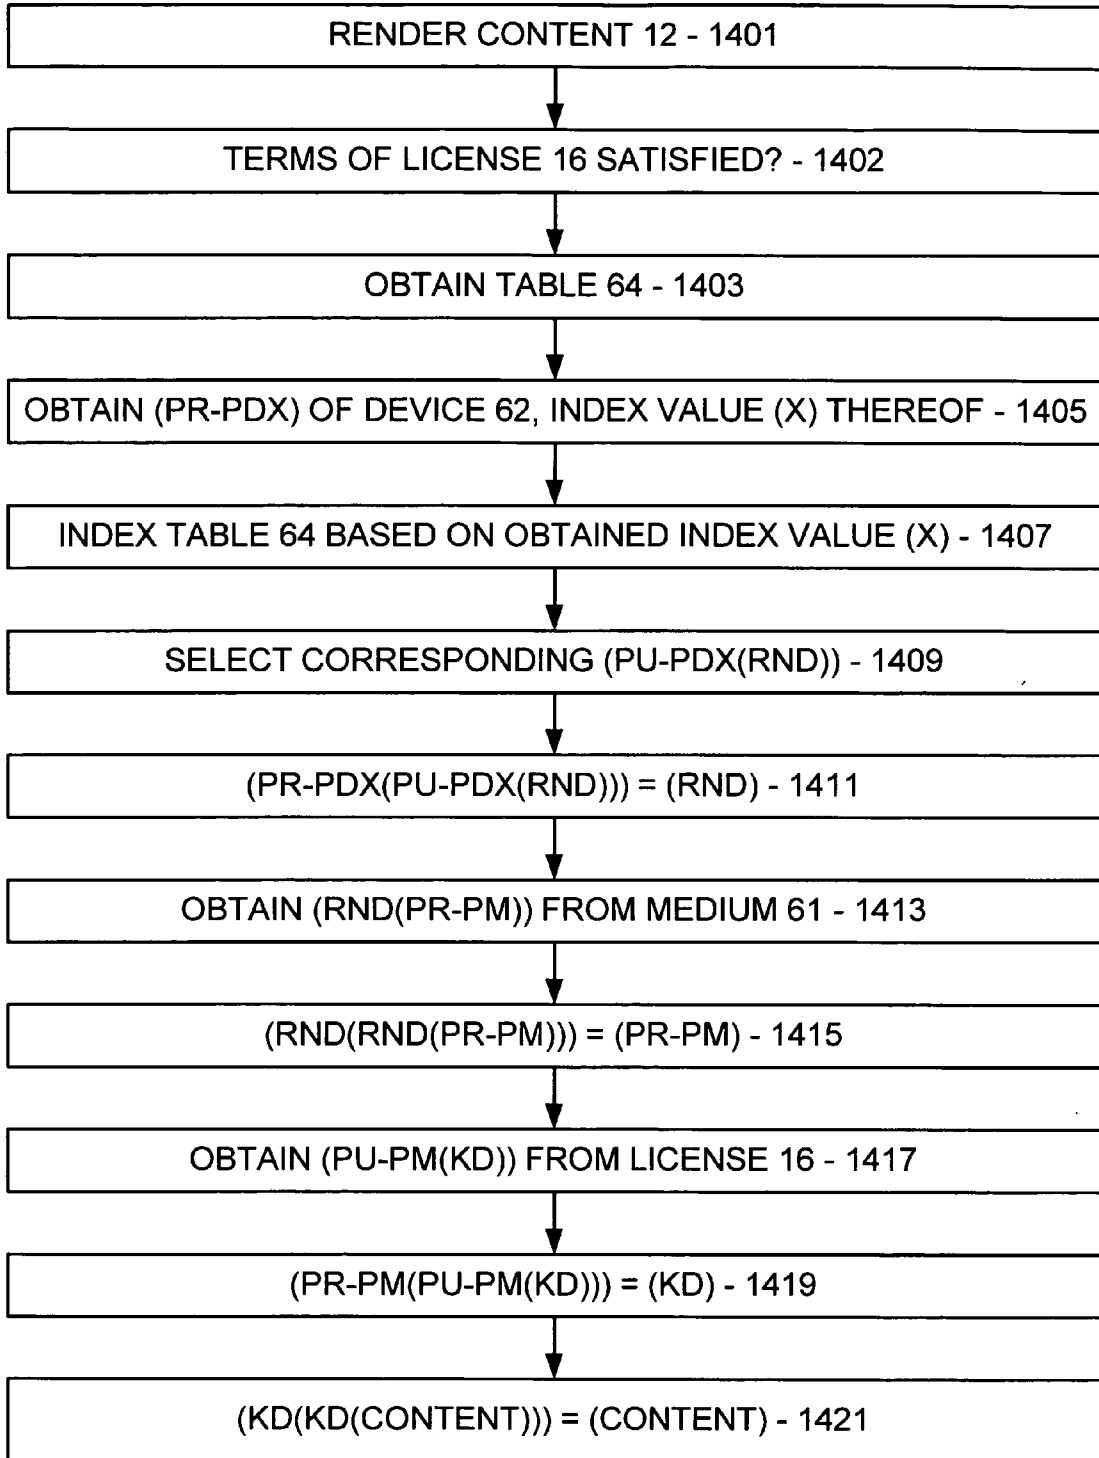 RENDER CONTENT 12 - 1401
TERMS OF LICENSE 16 SATISFIED? - 1402
OBTAIN TABLE 64 - 1403
OBTAIN (PR-PDX) OF DEVICE 62, INDEX VALUE (X) THEREOF - 1405
INDEX TABLE 64 BASED ON OBTAINED INDEX VALUE (X) - 1407
SELECT CORRESPONDING (PU-PDX(RND)) - 1409
(PR-PDX(PU-PDX(RND))) = (RND) - 1411
OBTAIN (RND(PR-PM)) FROM MEDIUM 61 - 1413
(RND(RND(PR-PM))) = (PR-PM) - 1415
OBTAIN (PU-PM(KD)) FROM LICENSE 16 - 1417
(PR-PM(PU-PM(KD))) = (KD) - 1419
(KD(KD(CONTENT))) = (CONTENT) - 1421